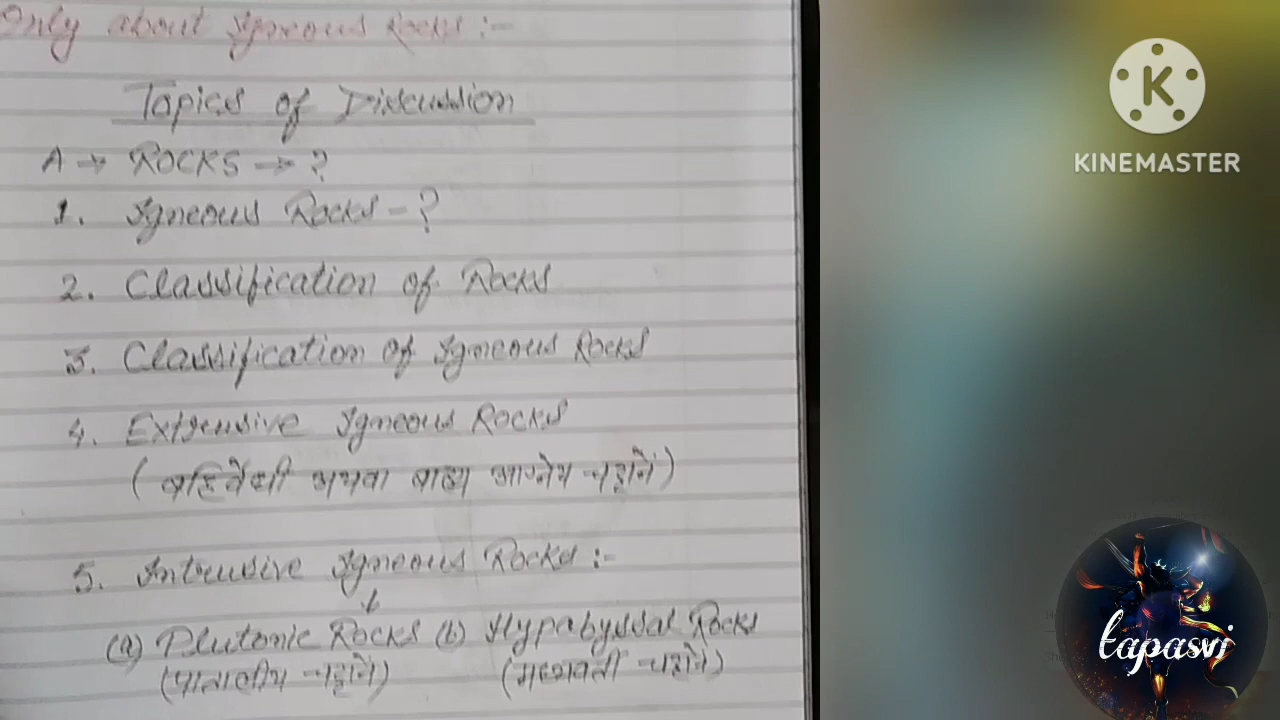 Only about Igneous Rocks :-
Topics of Discussion
A → ROCKS → ?
1. Igneous Rocks - ?
2. Classification of Rocks
3. Classification of Igneous Rocks
4. Extrusive Igneous Rocks
(बहिर्वेधी अथवा बाह्य आग्नेय चट्टानें)
5. Intrusive Igneous Rocks :-
(a) Plutonic Rocks (b) Hypabyssal Rocks
(पातालीय चट्टानें) (मध्यवर्ती चट्टानें)
K
KINEMASTER
tapasvi